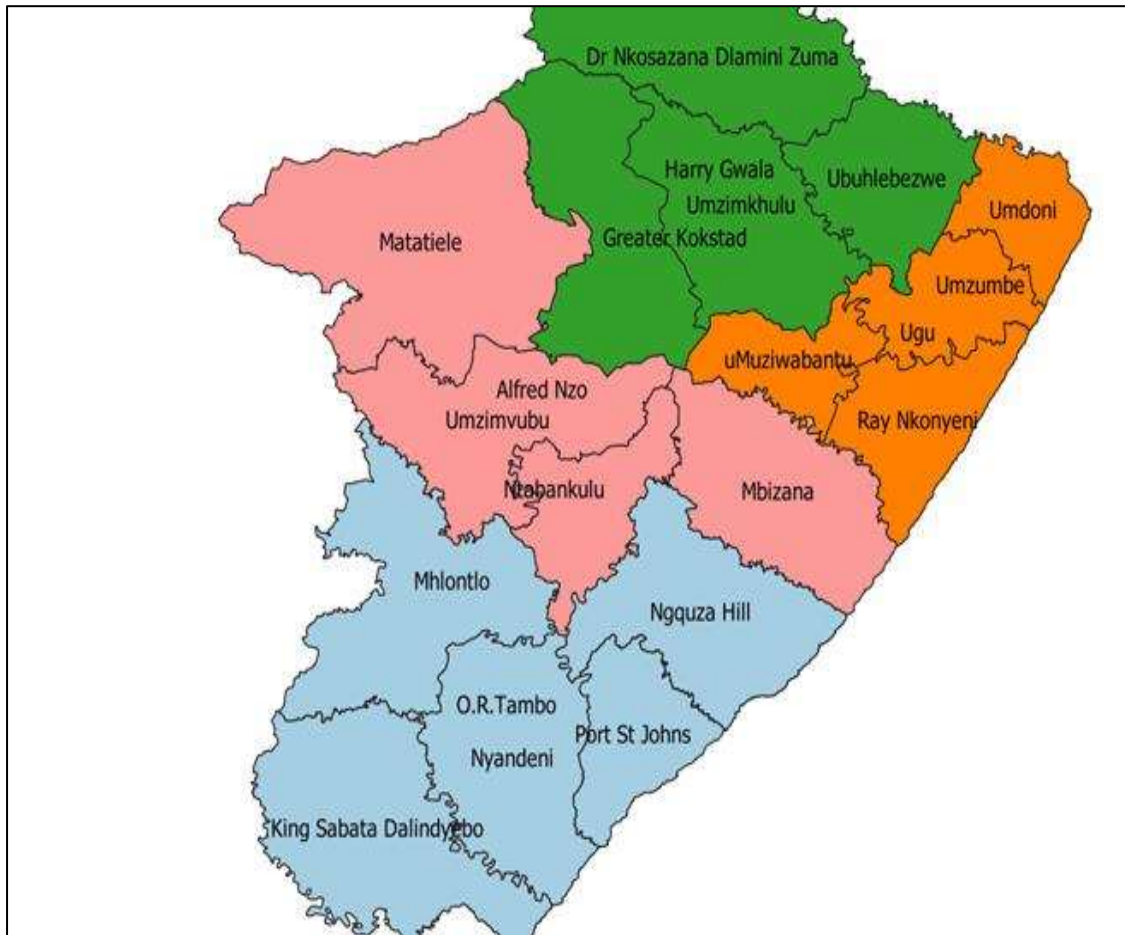 Dr Nkosazana Dlamini Zuma
Harry Gwala
Ubuhlebezwe
Umzimkhulu
Umdoni
Matatiele
Greater Kokstad
Umzumbe
Ugu
uMuziwabantu
Alfred Nzo
Umzimvubu
Ray Nkonyeni
Ntabankulu
Mbizana
Mhlontlo
Ngquza Hill
O.R.Tambo
Port St Johns
Nyandeni
King Sabata Dalindyebo